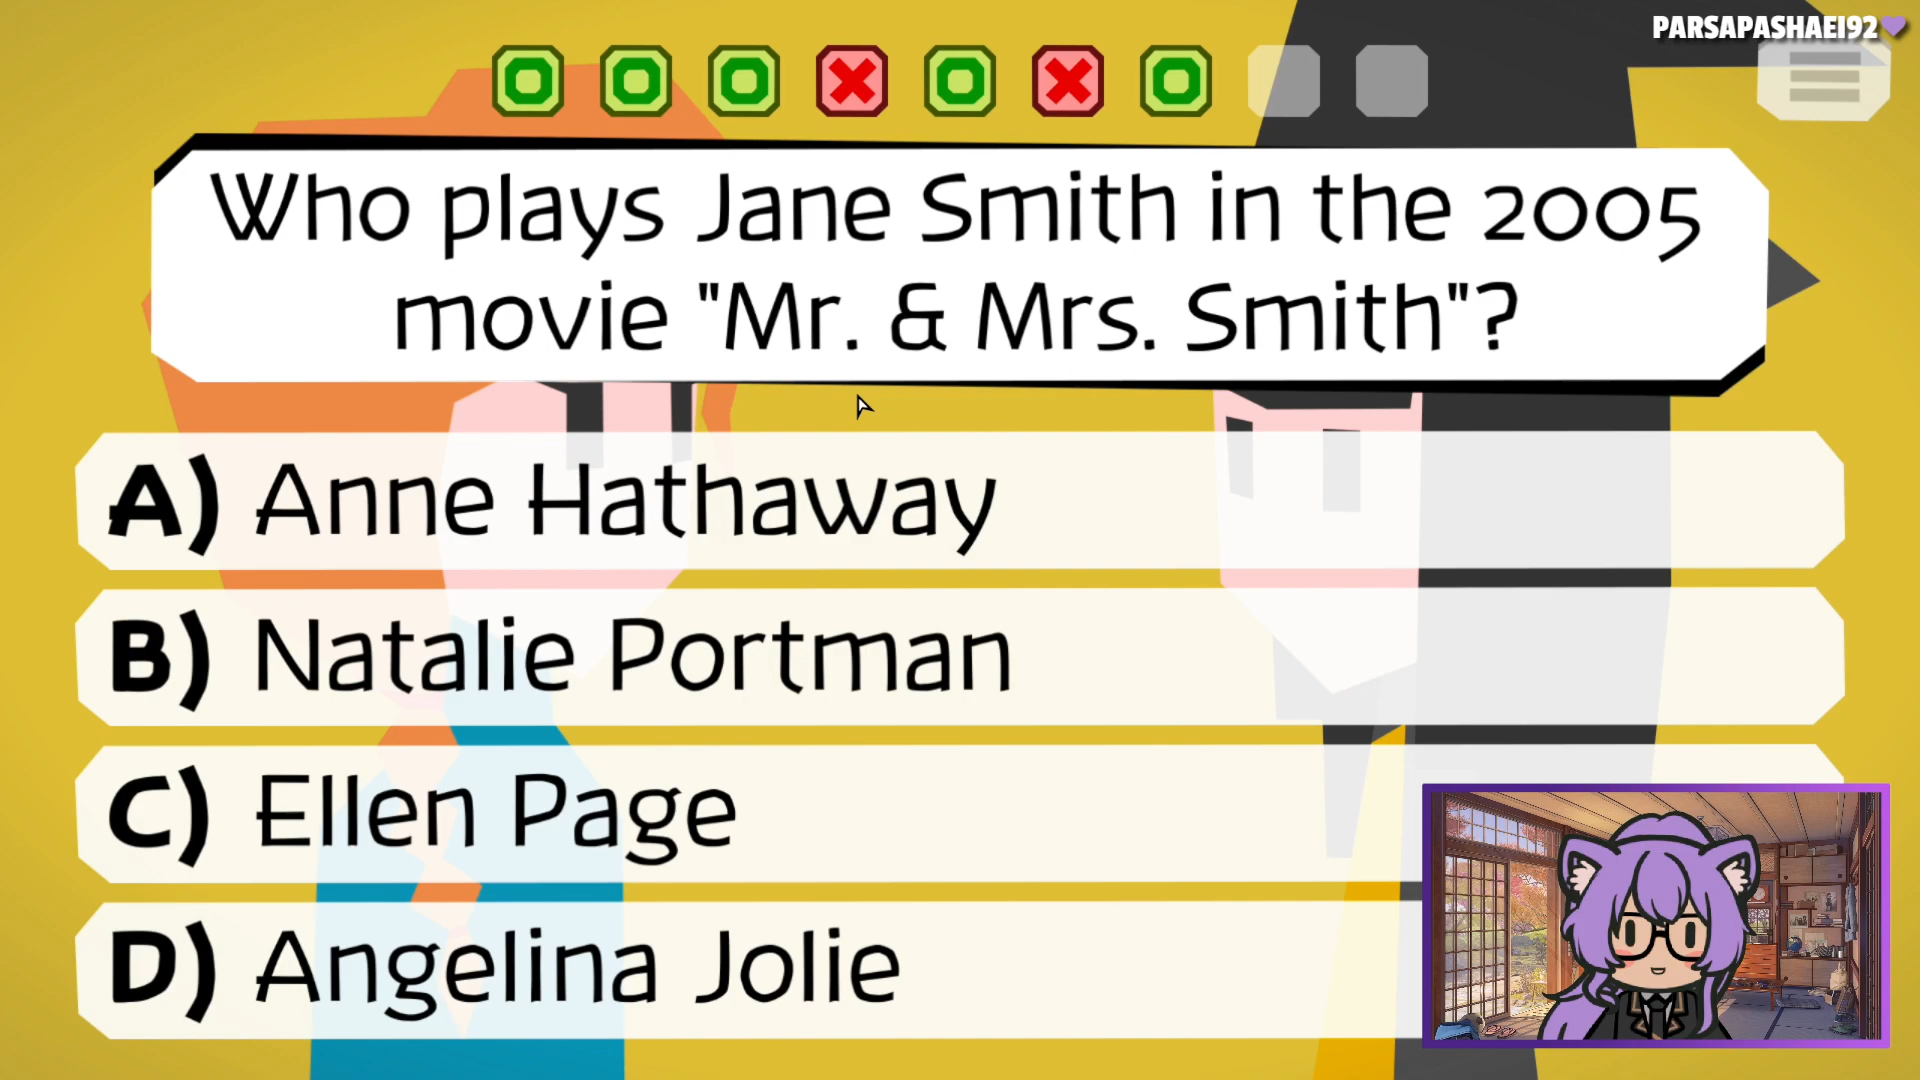 PARSAPASHAEI92
Who plays Jane Smith in the 2005
movie "Mr. & Mrs. Smith"?
A) Anne Hathaway
B) Natalie Portman
C) Ellen Page
D) Angelina Jolie